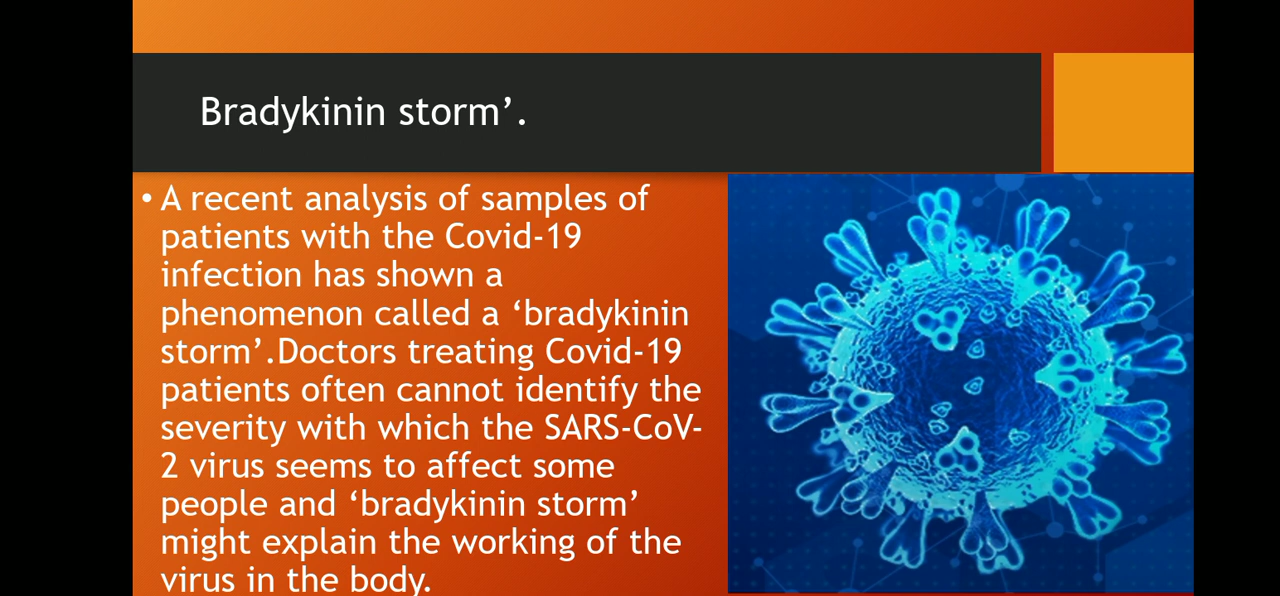 Bradykinin storm’.
• A recent analysis of samples of
patients with the Covid-19
infection has shown a
phenomenon called a ‘bradykinin
storm’.Doctors treating Covid-19
patients often cannot identify the
severity with which the SARS-CoV-
2 virus seems to affect some
people and ‘bradykinin storm’
might explain the working of the
virus in the body.